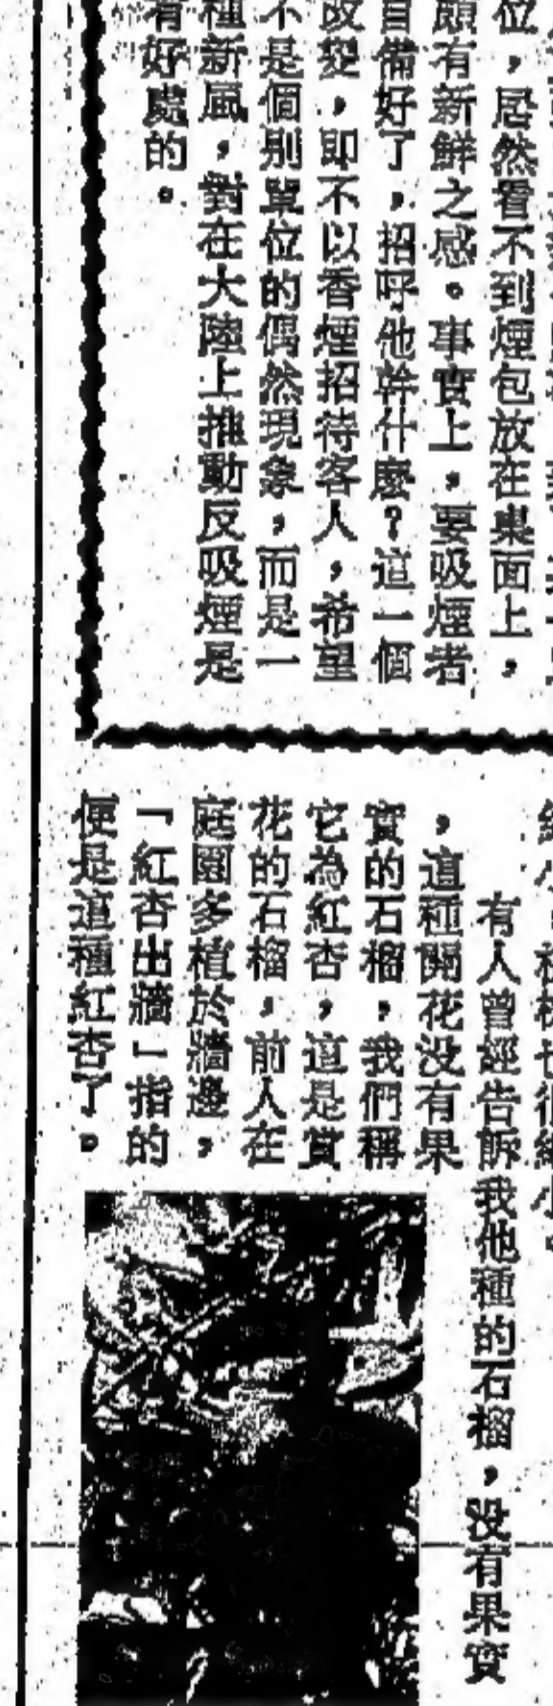 位，居然看不到煙包放在桌面上，
頗有新鮮之感。事實上，要吸煙者
自備好了，招呼他幹什麼？這一個
改變，即不以香煙招待客人，希望
不是個別單位的偶然現象，而是一
種新風，對在大陸上推動反吸煙是
有好處的。
有人曾經告訴我他種的石榴，没有果實
，這種開花没有果
實的石榴，我們稱
它為紅杏，這是賞
花的石榴，前人在
庭園多植於牆邊，
「紅杏出牆」指的
便是這種紅杏了。